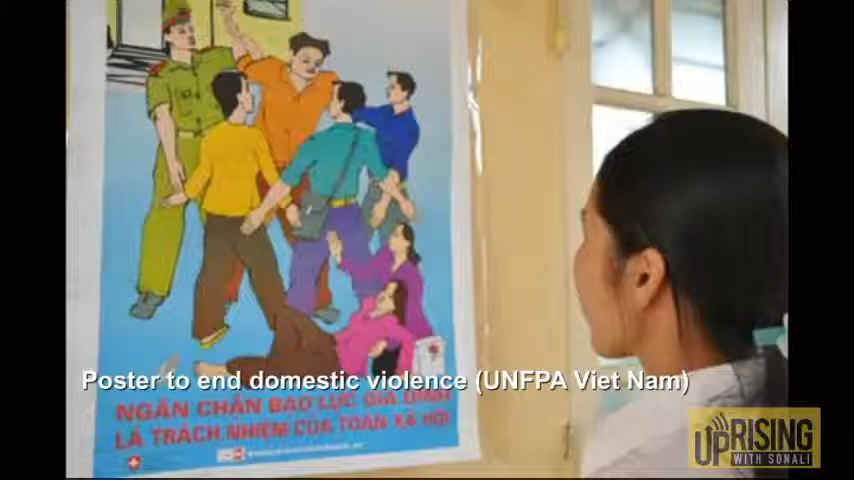 Poster to end domestic violence (UNFPA Viet Nam)
NGĂN CHẶN BẠO LỰC GIA ĐÌNH
LÀ TRÁCH NHIỆM CỦA TOÀN XÃ HỘI
UPRISING
WITH SONALI